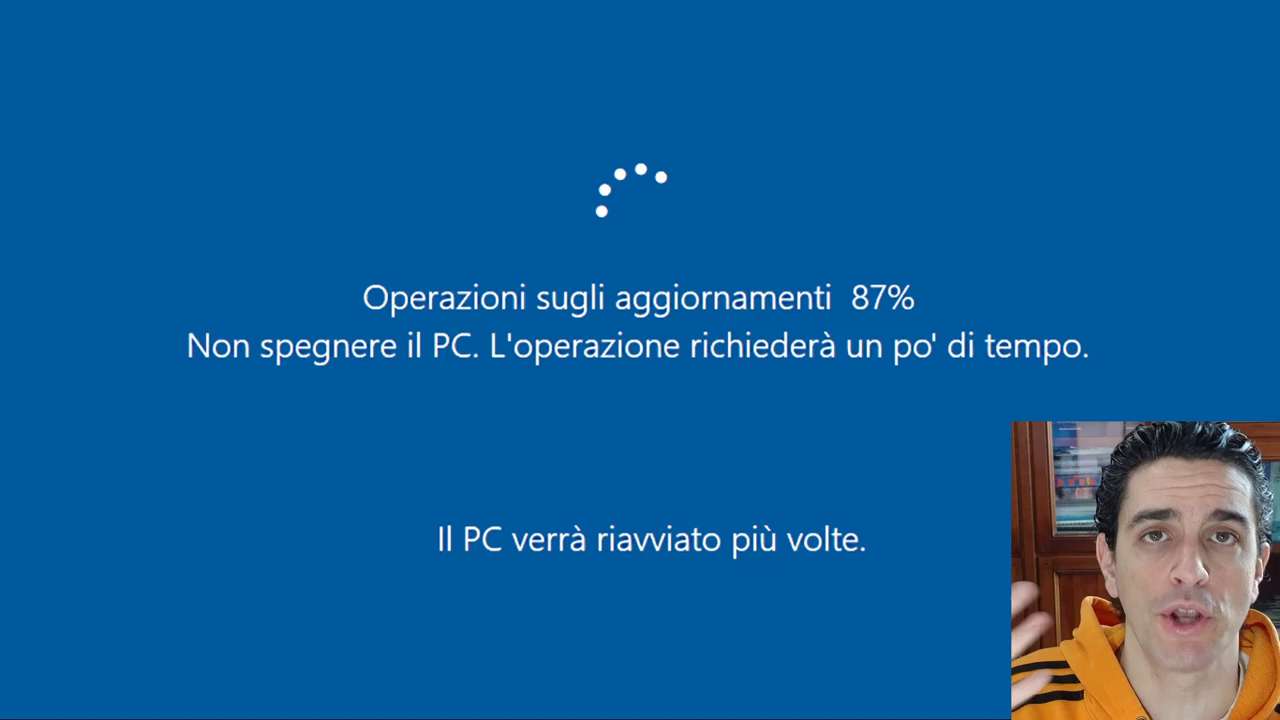 Operazioni sugli aggiornamenti 87%
Non spegnere il PC. L'operazione richiederà un po' di tempo.
Il PC verrà riavviato più volte.